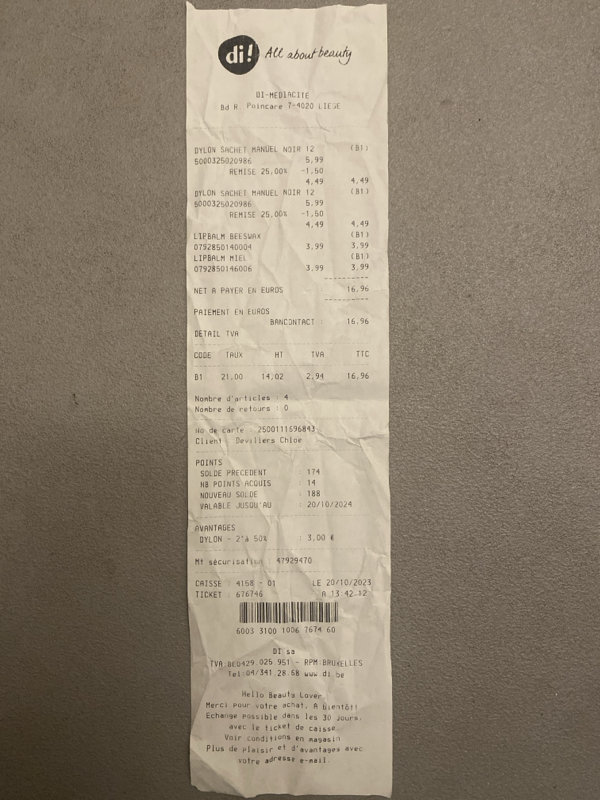 di! All about beauty
DI-MEDIACITE
Bd R. Poincaré 7-4020 LIEGE
DYLON SACHET MANUEL NOIR 12 (B1)
5000325020986 5,99
REMISE 25,00% -1,50
4,49 4,49
DYLON SACHET MANUEL NOIR 12 (B1)
5000325020986 5,99
REMISE 25,00% -1,50
4,49 4,49
LIPBALM BEESWAX (B1)
0792850140004 3,99 3,99
LIPBALM MIEL (B1)
0792850146006 3,99 3,99
NET A PAYER EN EUROS 16,96
PAIEMENT EN EUROS
BANCONTACT : 16,96
DETAIL TVA
CODE TAUX HT TVA TTC
B1 21,00 14,02 2,94 16,96
Nombre d'articles : 4
Nombre de retours : 0
No de carte : 2500111696843
Client : Devillers Chloe
POINTS
SOLDE PRECEDENT : 174
NB POINTS ACQUIS : 14
NOUVEAU SOLDE : 188
VALABLE JUSQU'AU : 20/10/2024
AVANTAGES
DYLON - 2°à 50% : 3,00 €
Mt sécurisation : 47929470
CAISSE : 4158 - 01 LE 20/10/2023
TICKET : 676746 A 13:42:12
6003 3100 1006 7674 60
DI sa
TVA:BE0429.025.951 - RPM:BRUXELLES
Tel:04/341.28.58 www.di.be
Hello Beauty Lover,
Merci pour votre achat. A bientôt!
Echange possible dans les 30 jours,
avec le ticket de caisse.
Voir conditions en magasin.
Plus de plaisir et d'avantages avec
votre adresse e-mail.